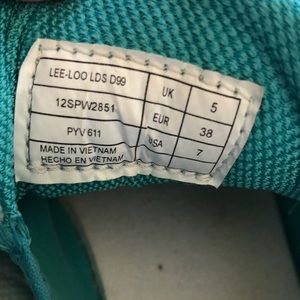 LEE-LOO LDS D99 UK 5
12SPW2851 EUR 38
PYV 611 USA 7
MADE IN VIETNAM
HECHO EN VIETNAM